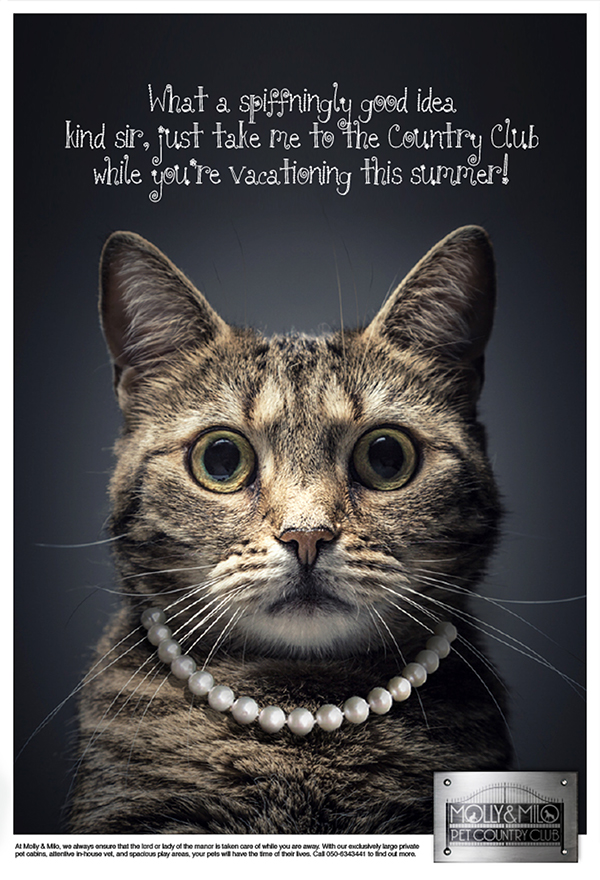 What a spiffningly good idea
kind sir, just take me to the Country Club
while you're vacationing this summer!
MOLLY & MILO
PET COUNTRY CLUB
At Molly & Milo, we always ensure that the lord or lady of the manor is taken care of while you are away. With our exclusively large private
pet cabins, attentive in-house vet, and spacious play areas, your pets will have the time of their lives. Call 050-6343441 to find out more.